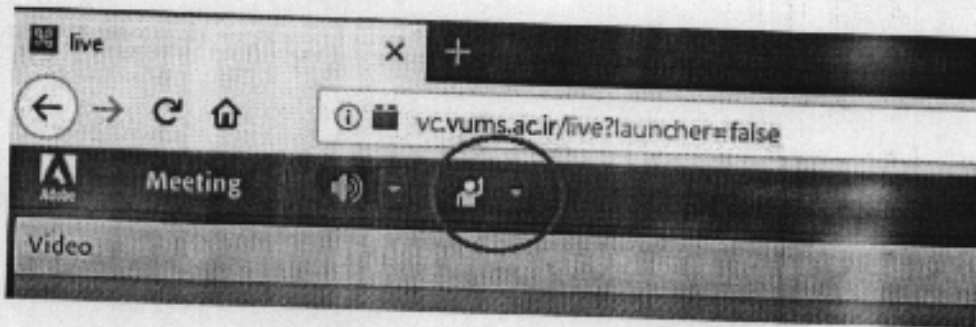 live
vc.vums.ac.ir/live?launcher=false
Adobe
Meeting
Video